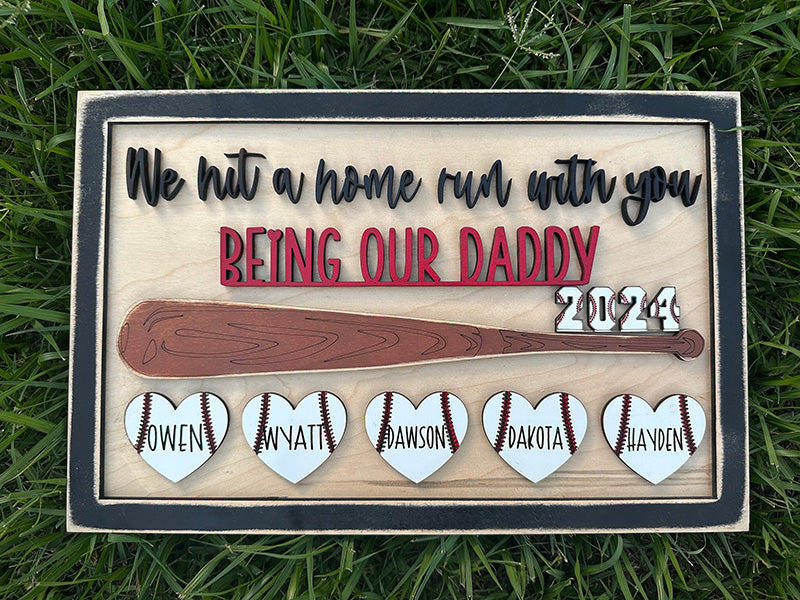 We hit a home run with you
BEING OUR DADDY
2024
OWEN WYATT DAWSON DAKOTA HAYDEN